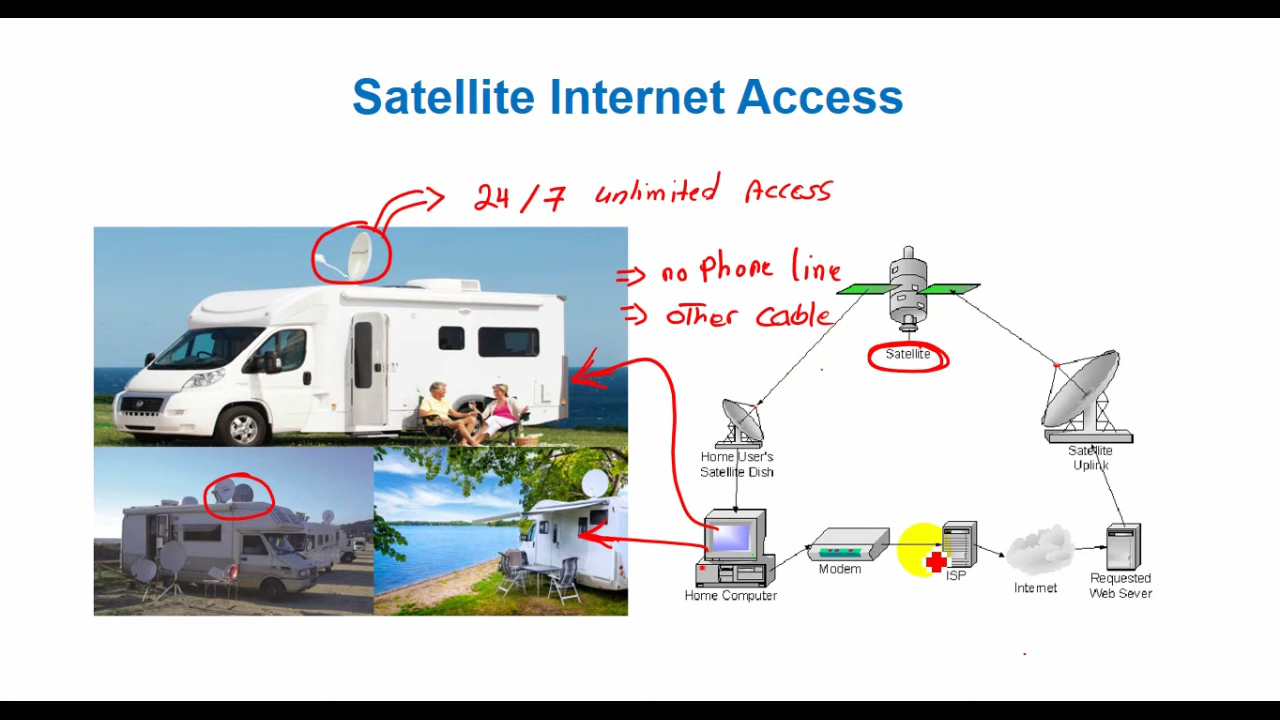 Satellite Internet Access
24/7 unlimited Access
⇒ no phone line
⇒ other cable
Satellite
Home User's
Satellite Dish
Satellite
Uplink
Home Computer
Modem
ISP
Internet
Requested
Web Sever